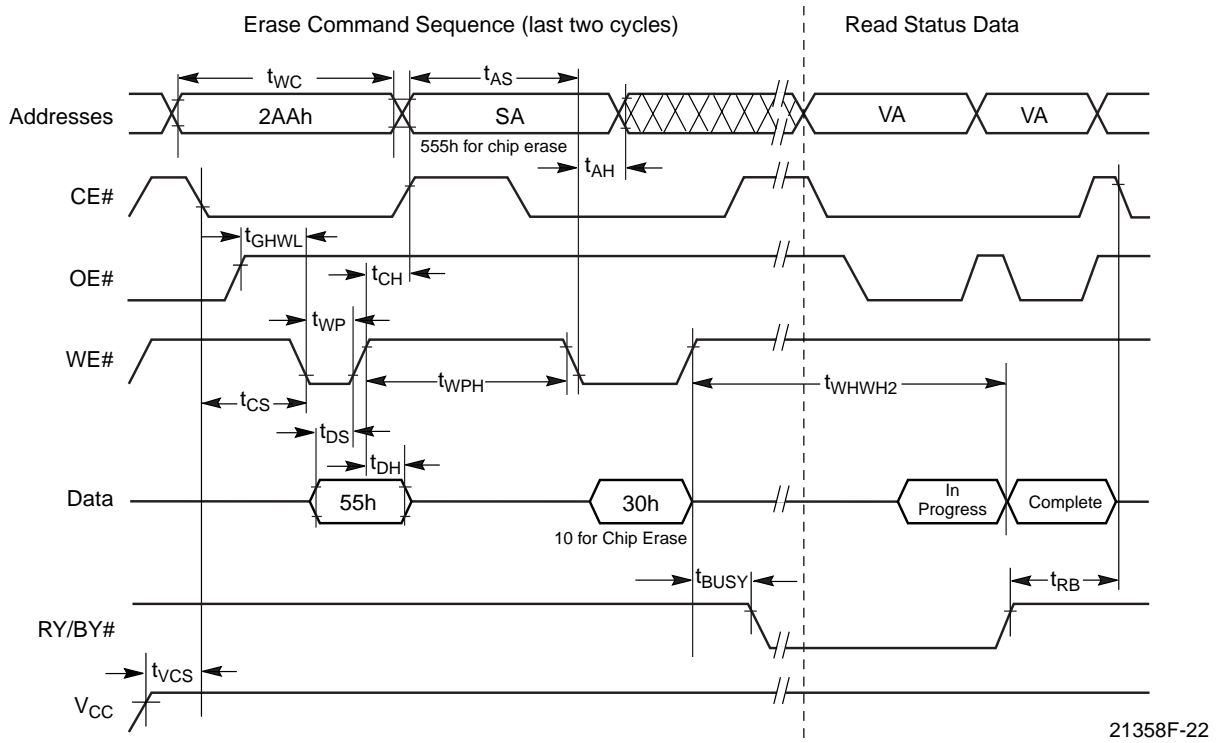 Erase Command Sequence (last two cycles)
Read Status Data
tWC
tAS
Addresses
2AAh
SA
VA
VA
555h for chip erase
tAH
CE#
tGHWL
OE#
tCH
tWP
WE#
tWPH
tWHWH2
tCS
tDS
tDH
Data
55h
30h
In
Progress
Complete
10 for Chip Erase
tBUSY
tRB
RY/BY#
tVCS
VCC
21358F-22